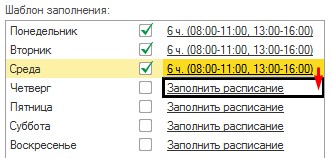 Шаблон заполнения:
Понедельник 6 ч. (08:00-11:00, 13:00-16:00)
Вторник 6 ч. (08:00-11:00, 13:00-16:00)
Среда 6 ч. (08:00-11:00, 13:00-16:00)
Четверг Заполнить расписание
Пятница Заполнить расписание
Суббота Заполнить расписание
Воскресенье Заполнить расписание